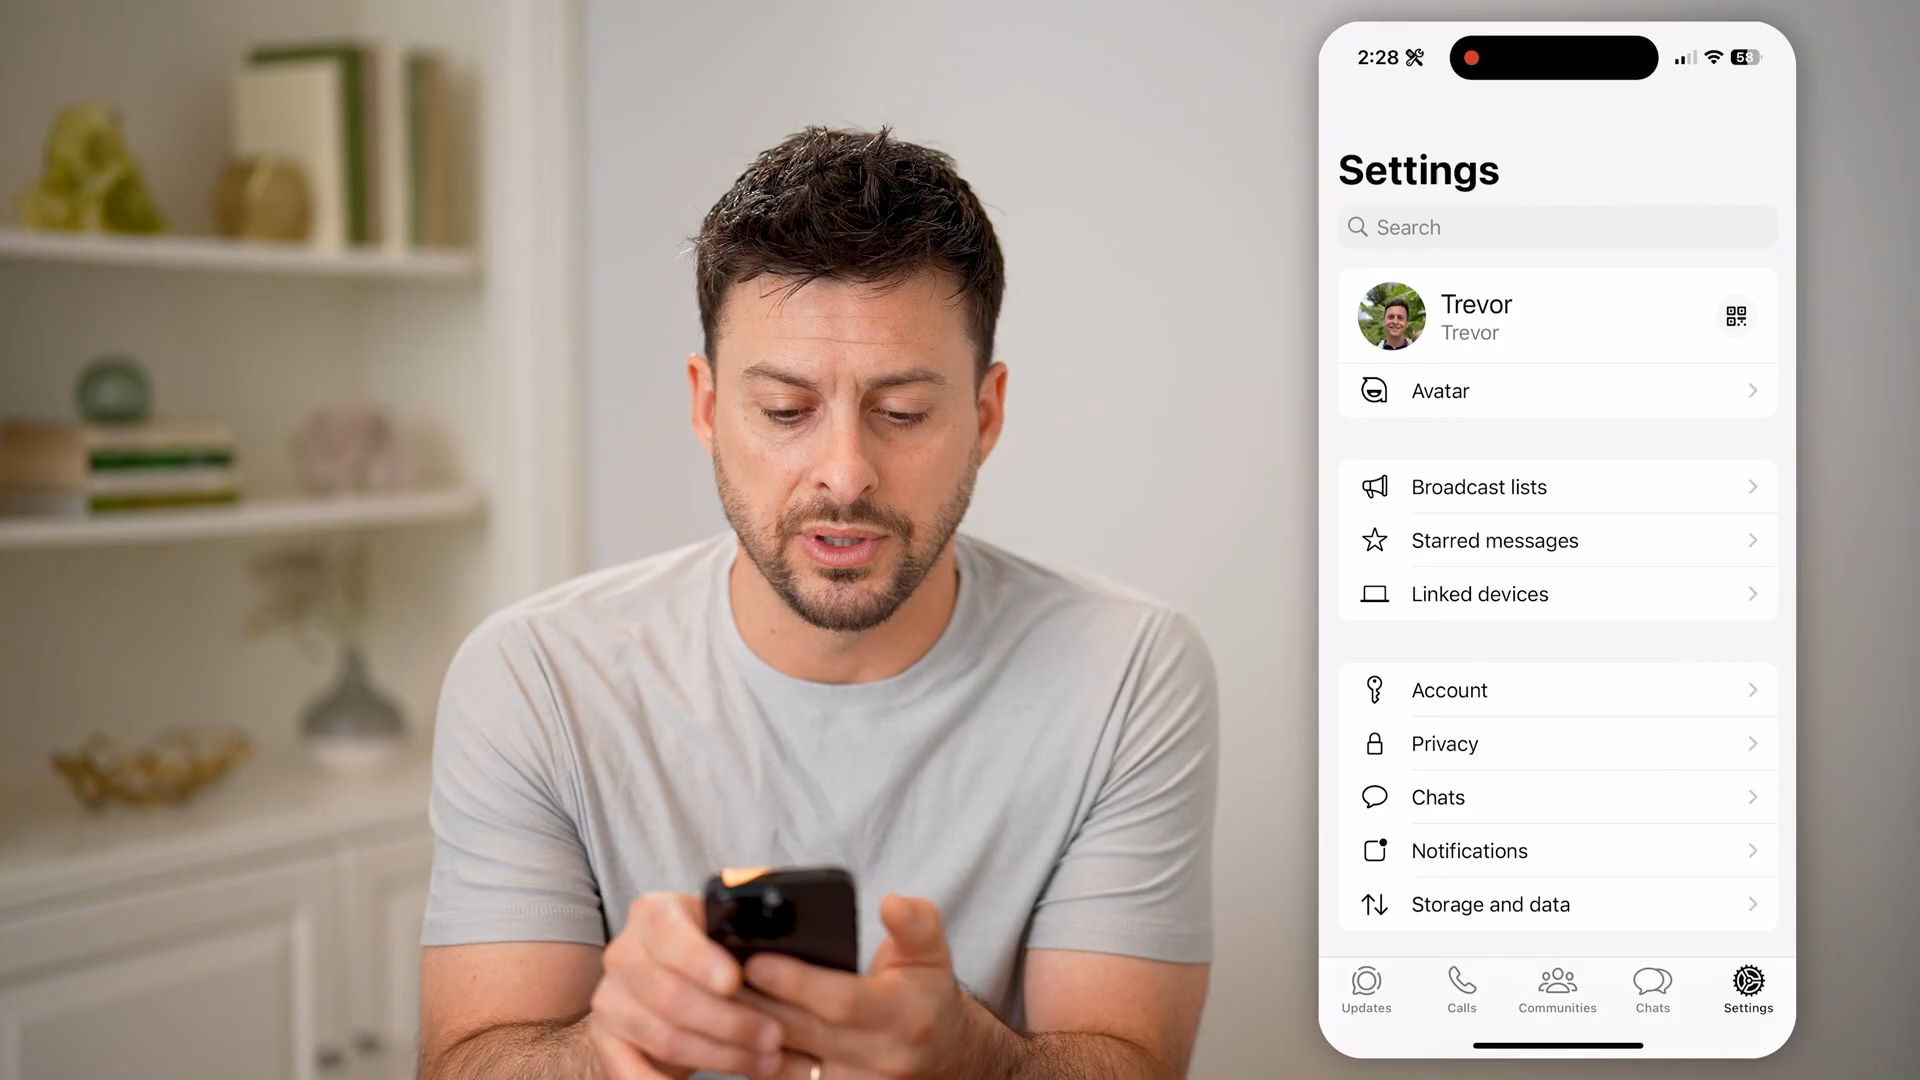 2:28
58
Settings
Search
Trevor
Trevor
Avatar
Broadcast lists
Starred messages
Linked devices
Account
Privacy
Chats
Notifications
Storage and data
Updates
Calls
Communities
Chats
Settings